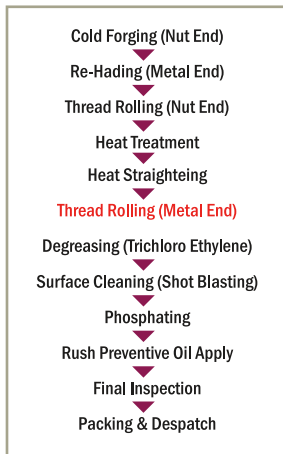 Cold Forging (Nut End)
Re-Hading (Metal End)
Thread Rolling (Nut End)
Heat Treatment
Heat Straighteing
Thread Rolling (Metal End)
Degreasing (Trichloro Ethylene)
Surface Cleaning (Shot Blasting)
Phosphating
Rush Preventive Oil Apply
Final Inspection
Packing & Despatch